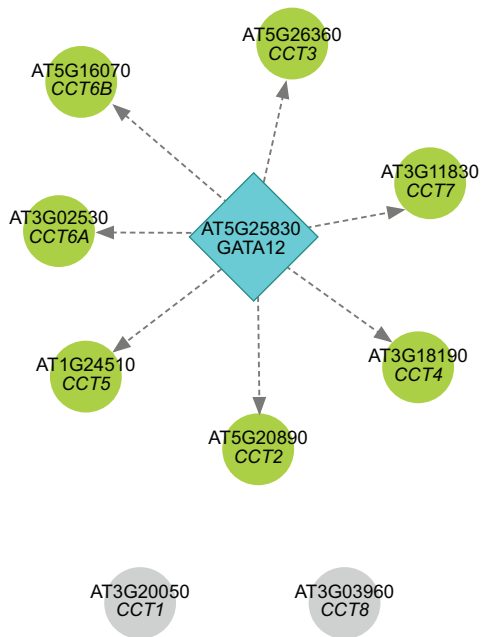 AT5G26360
CCT3
AT5G16070
CCT6B
AT3G11830
CCT7
AT3G02530
CCT6A
AT5G25830
GATA12
AT1G24510
CCT5
AT3G18190
CCT4
AT5G20890
CCT2
AT3G20050
CCT1
AT3G03960
CCT8